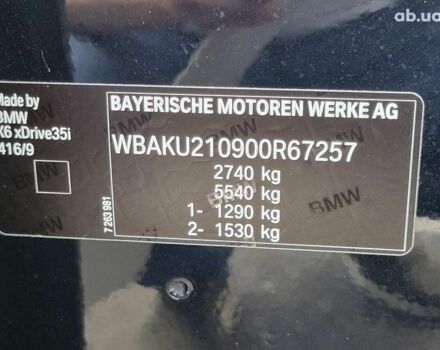 ab.ua
Made by
BMW
X6 xDrive35i
416/9
BAYERISCHE MOTOREN WERKE AG
WBAKU210900R67257
2740 kg
5540 kg
1- 1290 kg
2- 1530 kg
7 263 981
BMW
BMW